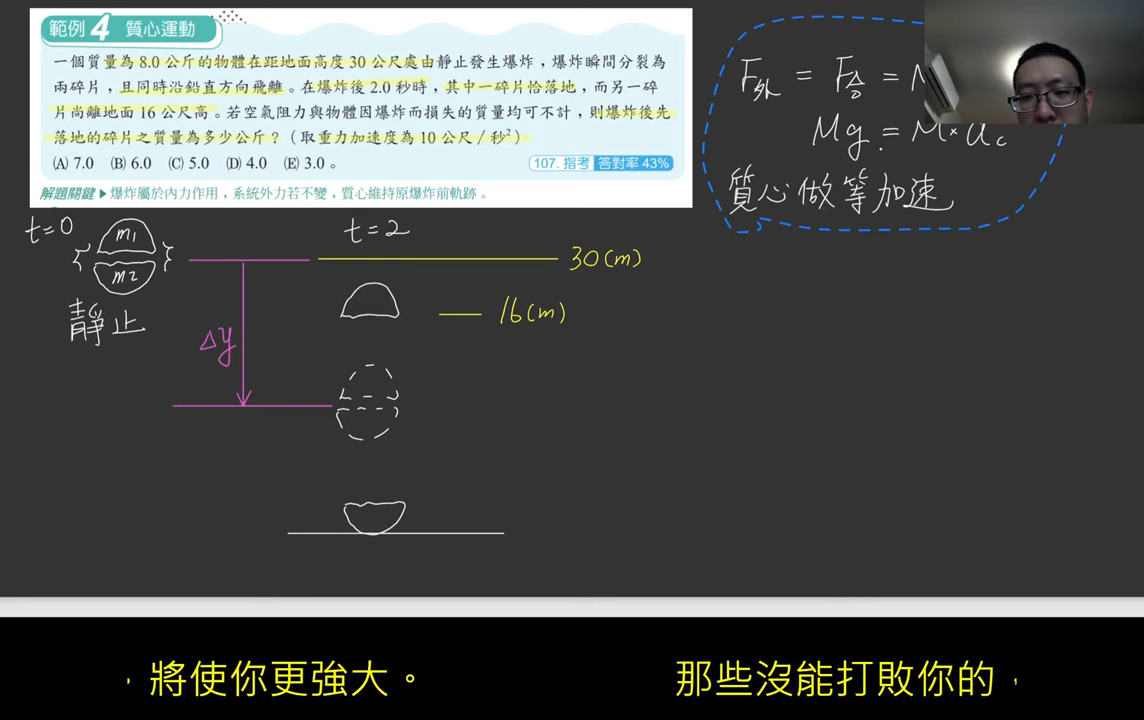 範例4 質心運動
一個質量為 8.0 公斤的物體在距地面高度 30 公尺處由靜止發生爆炸，爆炸瞬間分裂為
兩碎片，且同時沿鉛直方向飛離。在爆炸後 2.0 秒時，其中一碎片恰落地，而另一碎
片尚離地面 16 公尺高。若空氣阻力與物體因爆炸而損失的質量均可不計，則爆炸後先
落地的碎片之質量為多少公斤？（取重力加速度為 10 公尺／秒²）
(A) 7.0 (B) 6.0 (C) 5.0 (D) 4.0 (E) 3.0。
107. 指考 答對率 43%
解題關鍵▶爆炸屬於內力作用，系統外力若不變，質心維持原爆炸前軌跡。
F外 = F合 = M
Mg = M × ac
質心做等加速
t=0
m1
m2
靜止
t=2
30(m)
16(m)
Δy
，將使你更強大。
那些沒能打敗你的，